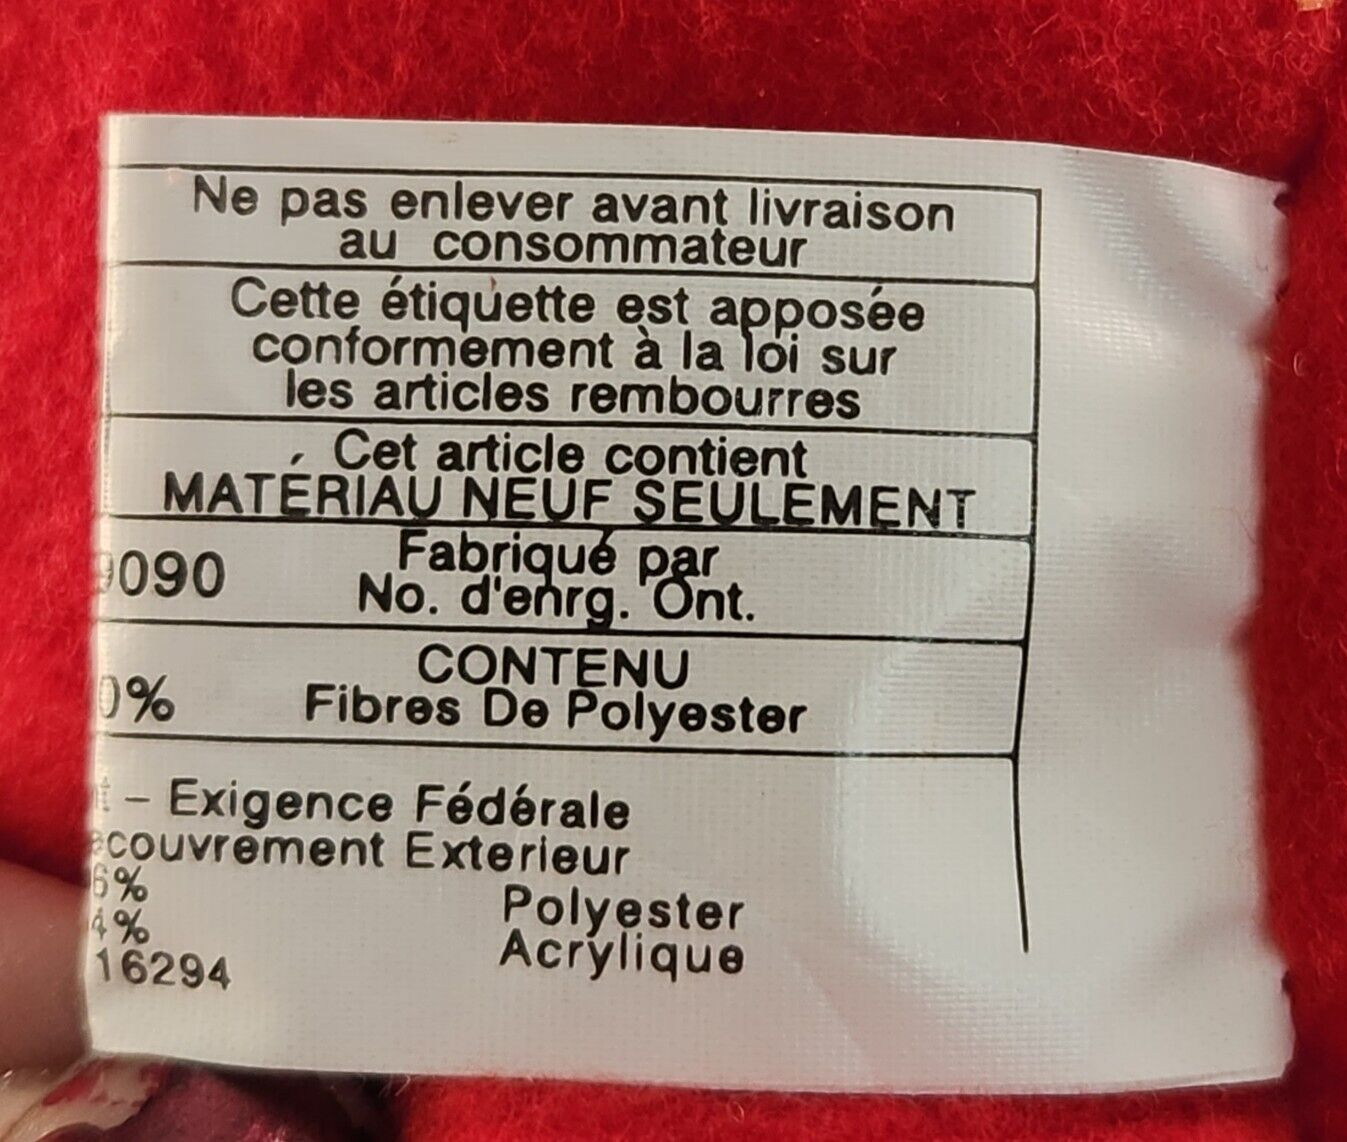 Ne pas enlever avant livraison
au consommateur
Cette étiquette est apposée
conformement à la loi sur
les articles rembourres
Cet article contient
MATÉRIAU NEUF SEULEMENT
Fabriqué par
9090 No. d'enrg. Ont.
CONTENU
0% Fibres De Polyester
t – Exigence Fédérale
ecouvrement Exterieur
6% Polyester
4% Acrylique
16294